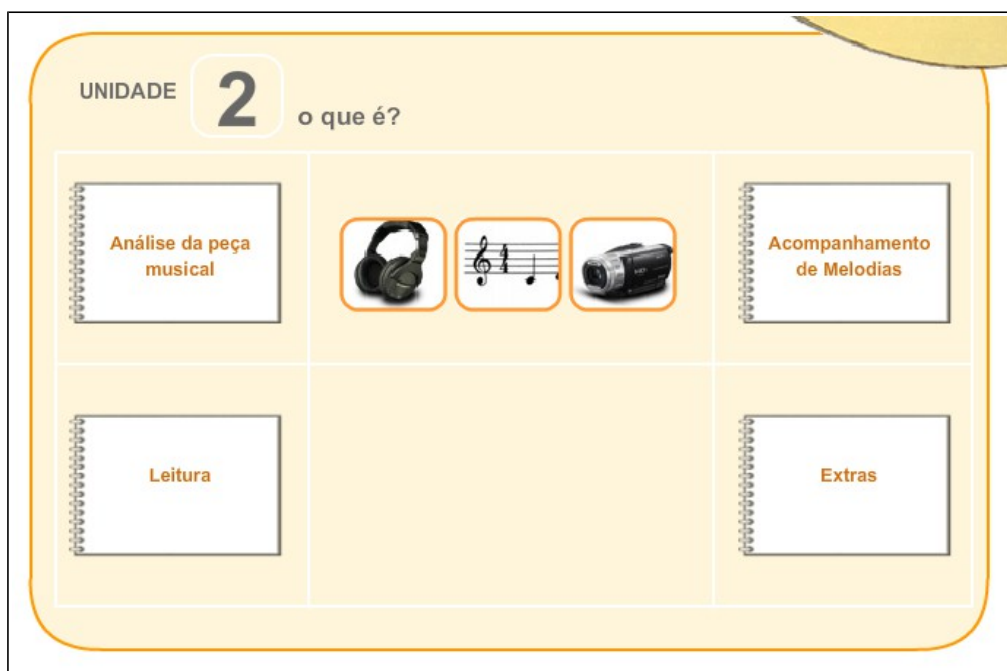 UNIDADE 2 o que é?
Análise da peça
musical
Acompanhamento
de Melodias
Leitura
Extras